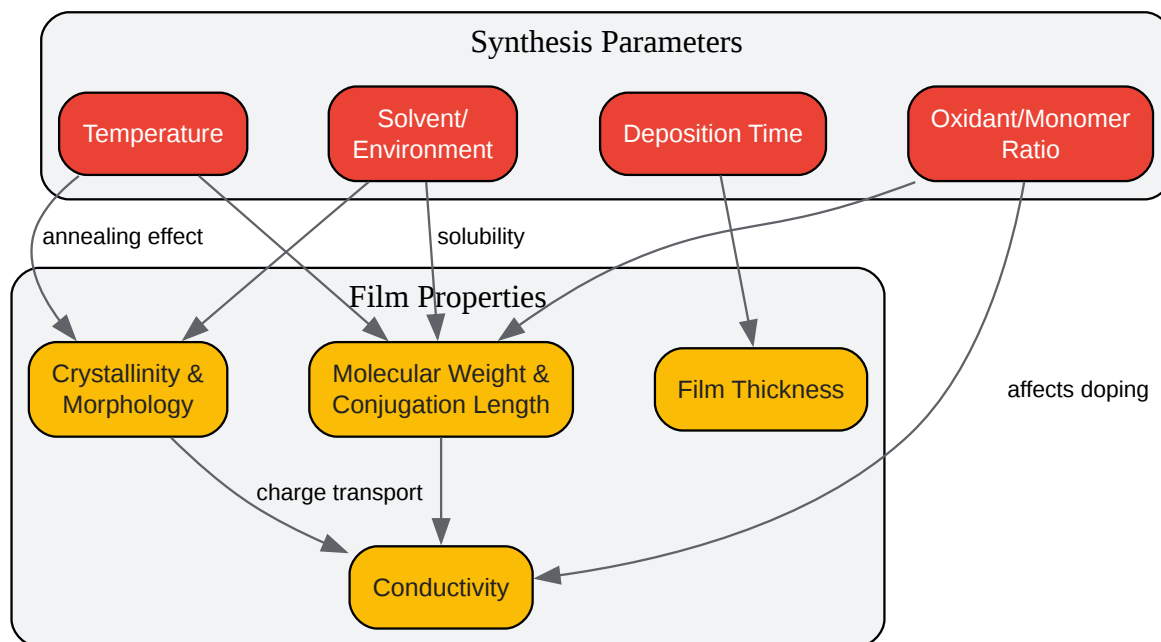 Synthesis Parameters
Temperature
Solvent/
Environment
Deposition Time
Oxidant/Monomer
Ratio
annealing effect
solubility
Film Properties
Crystallinity &
Morphology
Molecular Weight &
Conjugation Length
Film Thickness
affects doping
charge transport
Conductivity